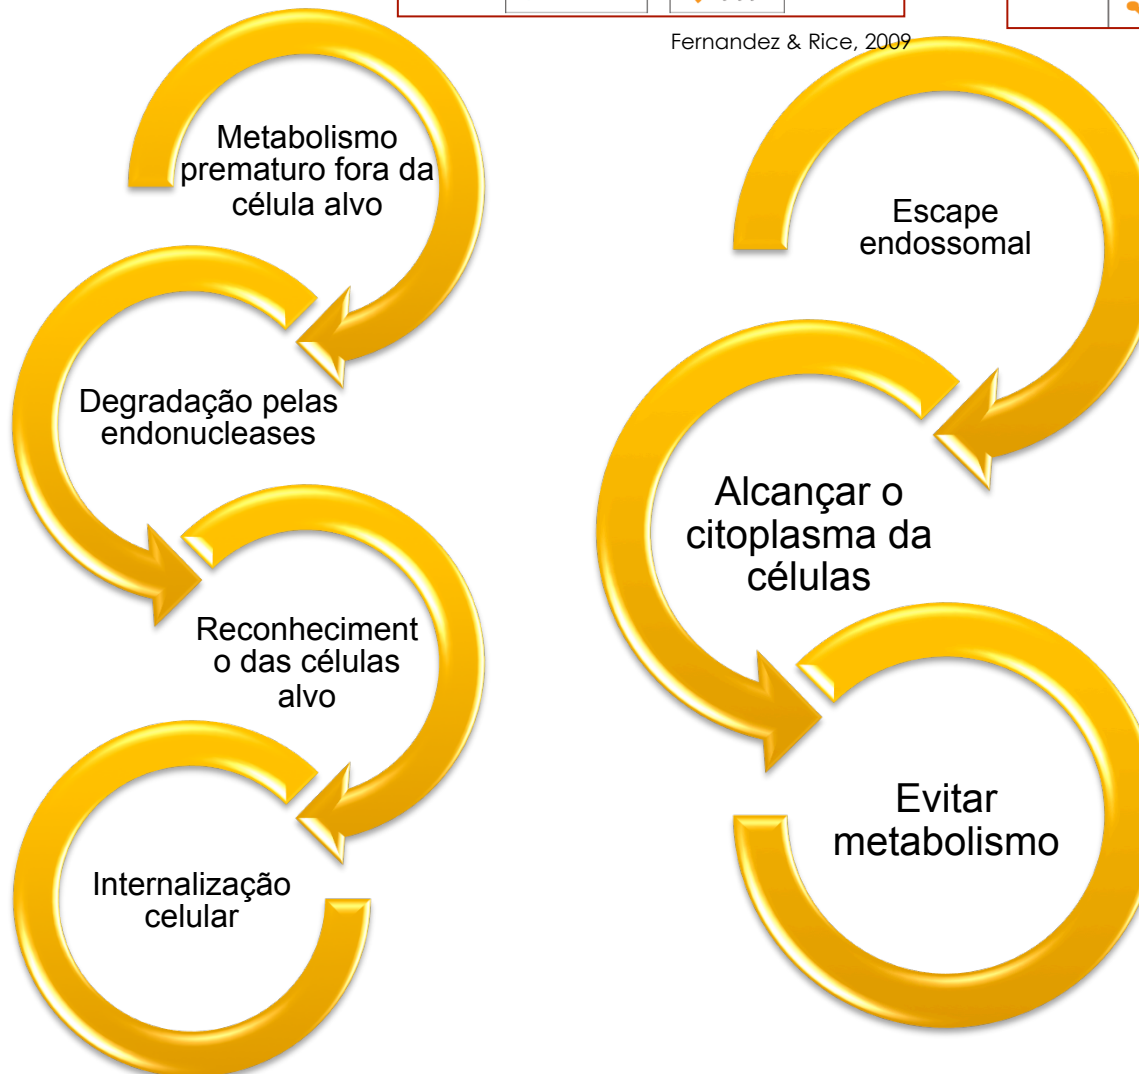 Fernandez & Rice, 2009
Metabolismo
prematuro fora da
célula alvo
Degradação pelas
endonucleases
Reconheciment
o das células
alvo
Internalização
celular
Escape
endossomal
Alcançar o
citoplasma da
células
Evitar
metabolismo